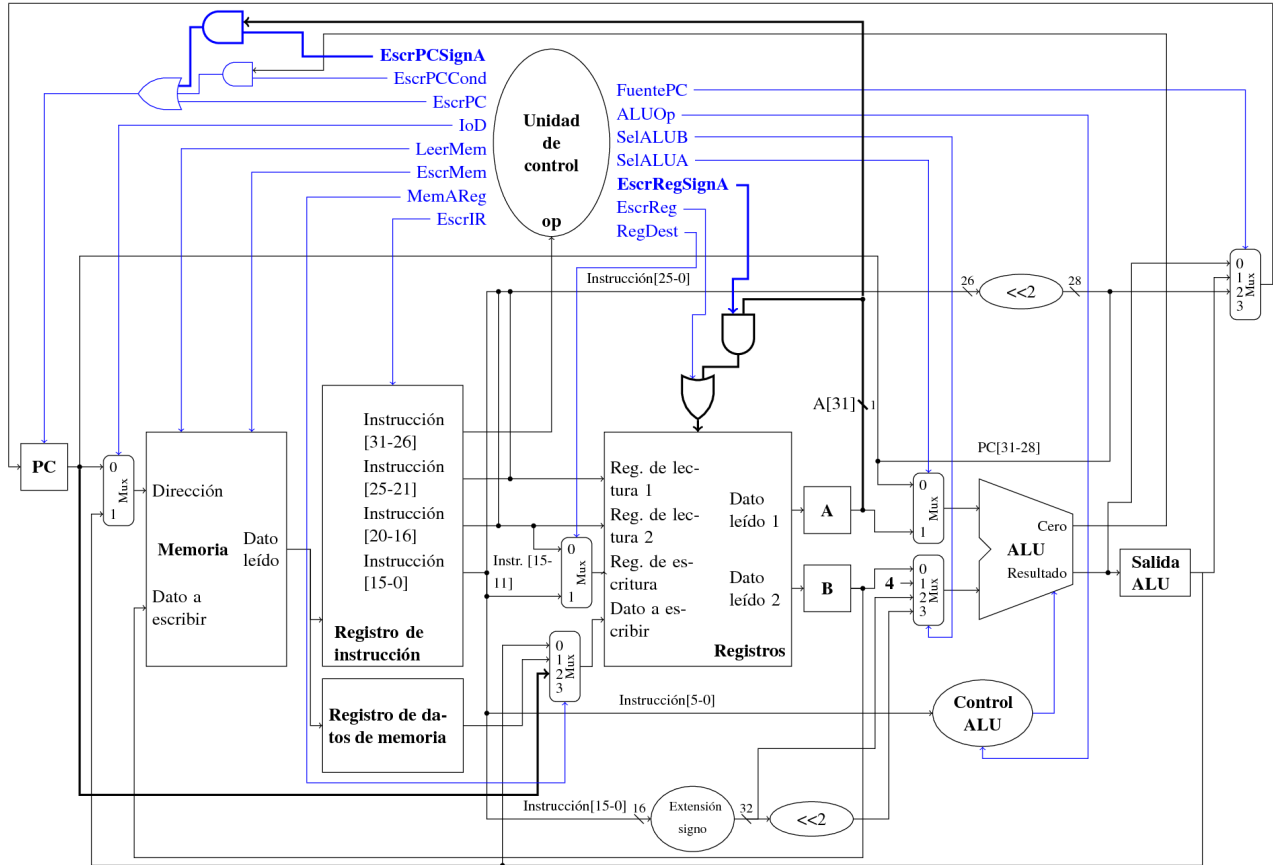 EscrPCSignA
EscrPCCond
EscrPC
IoD
LeerMem
EscrMem
MemAReg
EscrIR
Unidad
de
control
op
FuentePC
ALUOp
SelALUB
SelALUA
EscrRegSignA
EscrReg
RegDest
Instrucción[25-0]
26
<<2
28
0
1
2
3
Mux
A[31]
1
PC[31-28]
PC
0
1
Mux
Dirección
Memoria
Dato
leído
Dato a
escribir
Instrucción
[31-26]
Instrucción
[25-21]
Instrucción
[20-16]
Instrucción
[15-0]
Registro de
instrucción
Instr. [15-
11]
0
1
Mux
Reg. de lec-
tura 1
Reg. de lec-
tura 2
Reg. de es-
critura
Dato a es-
cribir
Dato
leído 1
Dato
leído 2
Registros
A
B
0
1
Mux
4
0
1
2
3
Mux
Cero
ALU
Resultado
Salida
ALU
0
1
2
3
Mux
Registro de da-
tos de memoria
Instrucción[5-0]
Control
ALU
Instrucción[15-0]
16
Extensión
signo
32
<<2